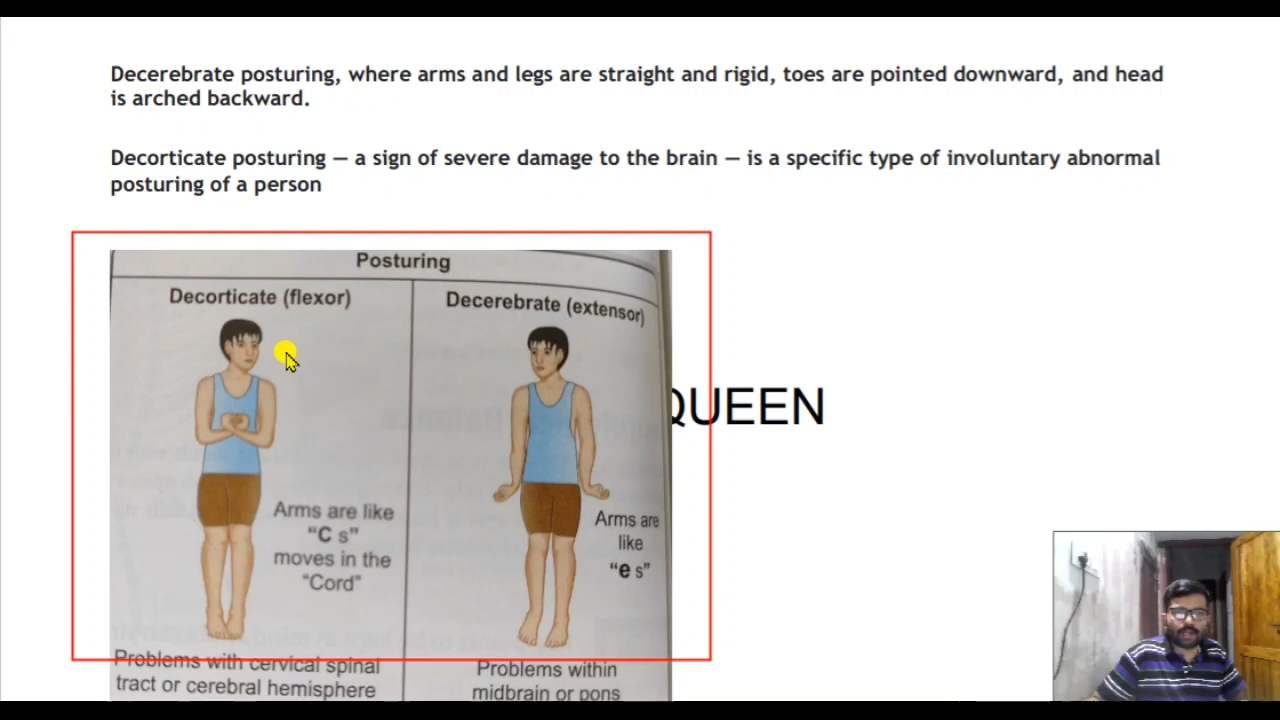 Decerebrate posturing, where arms and legs are straight and rigid, toes are pointed downward, and head
is arched backward.
Decorticate posturing — a sign of severe damage to the brain — is a specific type of involuntary abnormal
posturing of a person
Posturing
Decorticate (flexor)
Decerebrate (extensor)
QUEEN
Arms are like
"C s"
moves in the
"Cord"
Arms are
like
"e s"
Problems with cervical spinal
tract or cerebral hemisphere
Problems within
midbrain or pons